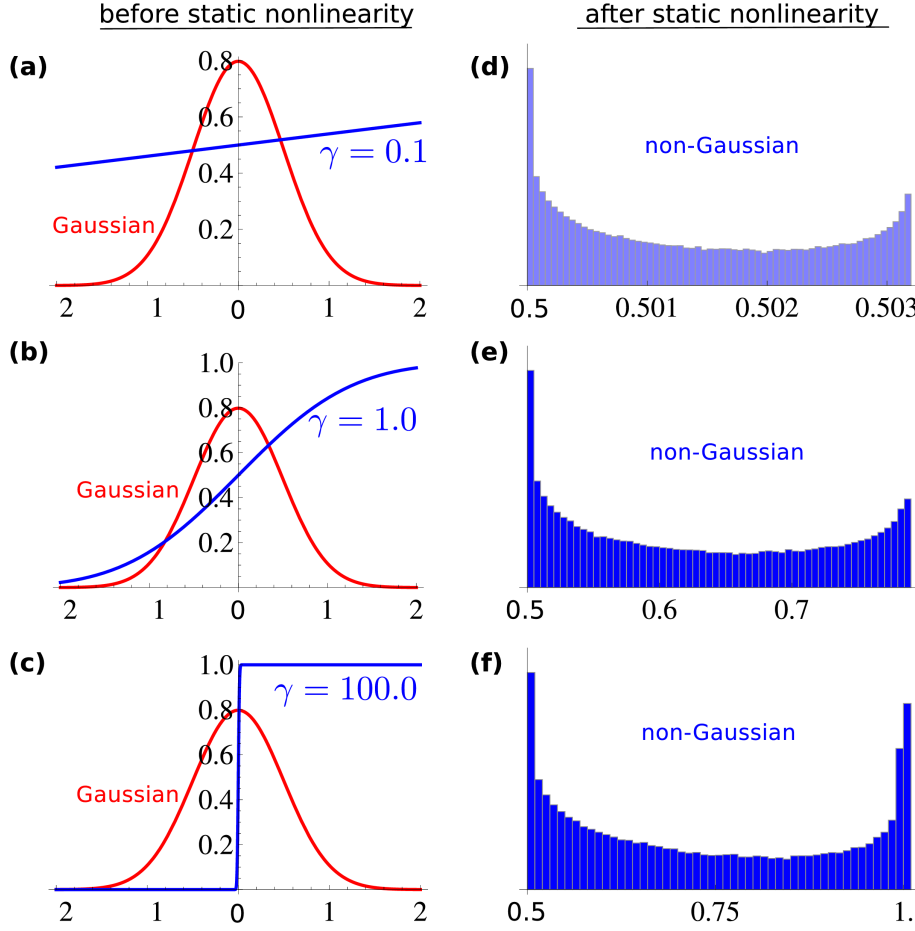 before static nonlinearity
after static nonlinearity
(a)
0.8
0.6
0.4
0.2
γ = 0.1
Gaussian
2 1 0 1 2
(d)
non-Gaussian
0.5 0.501 0.502 0.503
(b)
1.0
0.8
0.6
0.4
0.2
γ = 1.0
Gaussian
2 1 0 1 2
(e)
non-Gaussian
0.5 0.6 0.7
(c)
1.0
0.8
0.6
0.4
0.2
γ = 100.0
Gaussian
2 1 0 1 2
(f)
non-Gaussian
0.5 0.75 1.